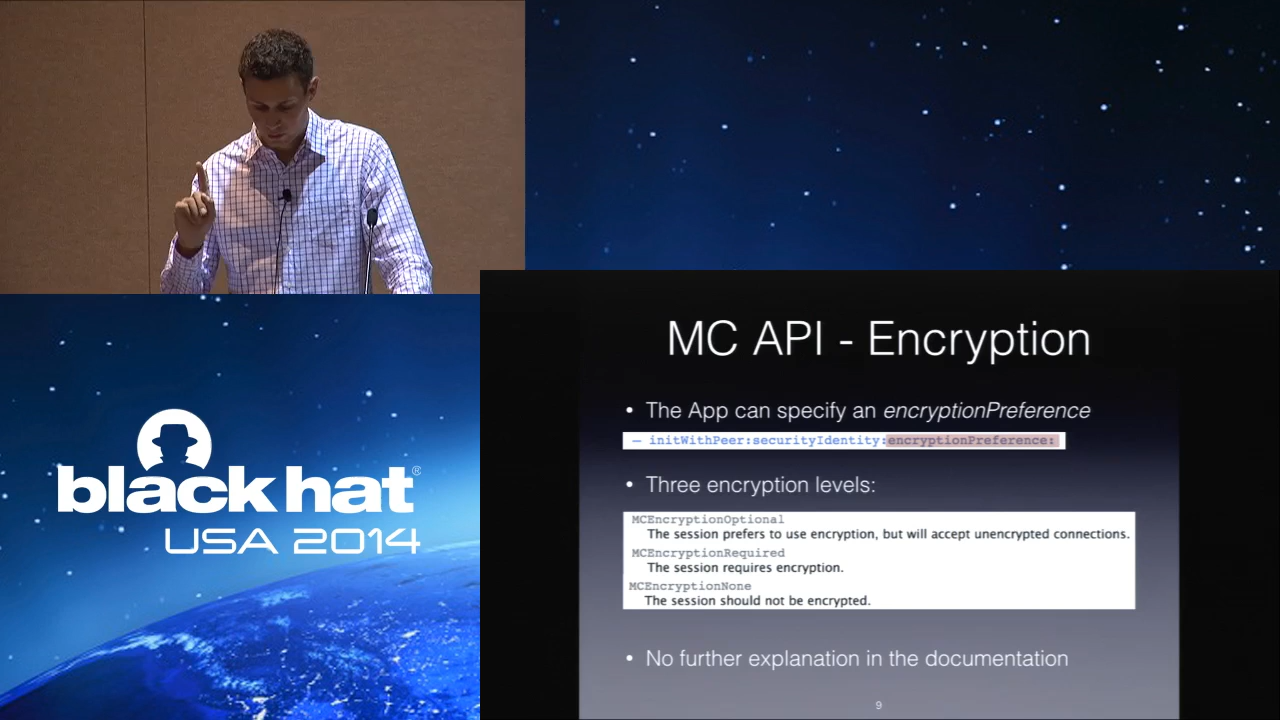 MC API - Encryption
• The App can specify an encryptionPreference
– initWithPeer:securityIdentity:encryptionPreference:
• Three encryption levels:
MCEncryptionOptional
The session prefers to use encryption, but will accept unencrypted connections.
MCEncryptionRequired
The session requires encryption.
MCEncryptionNone
The session should not be encrypted.
• No further explanation in the documentation
9
black hat®
USA 2014